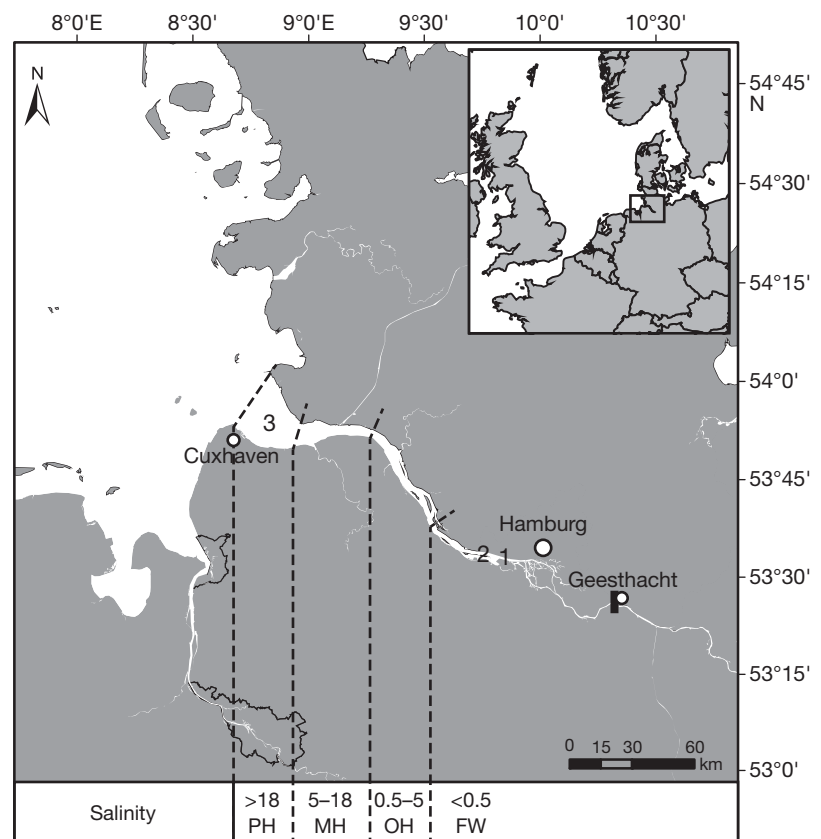 8°0'E 8°30' 9°0' 9°30' 10°0' 10°30'
N
54°45'
N
54°30'
54°15'
54°0'
3
Cuxhaven
53°45'
Hamburg
2 1
53°30'
Geesthacht
53°15'
0 15 30 60
km
53°0'
Salinity >18 5–18 0.5–5 <0.5
PH MH OH FW